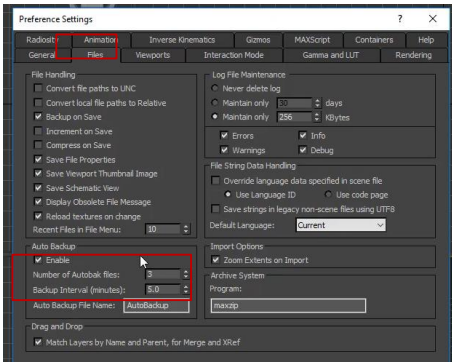 Preference Settings ? ×
Radiosity Animation Inverse Kinematics Gizmos MAXScript Containers Help
General Files Viewports Interaction Mode Gamma and LUT Rendering
File Handling
Convert file paths to UNC
Convert local file paths to Relative
Backup on Save
Increment on Save
Compress on Save
Save File Properties
Save Viewport Thumbnail Image
Save Schematic View
Display Obsolete File Message
Reload textures on change
Recent Files in File Menu: 10
Auto Backup
Enable
Number of Autobak files: 3
Backup Interval (minutes): 5.0
Auto Backup File Name: AutoBackup
Log File Maintenance
Never delete log
Maintain only 30 days
Maintain only 256 KBytes
Errors Info
Warnings Debug
File String Data Handling
Override language data specified in scene file
Use Language ID Use code page
Save strings in legacy non-scene files using UTF8
Default Language: Current
Import Options
Zoom Extents on Import
Archive System
Program:
maxzip
Drag and Drop
Match Layers by Name and Parent, for Merge and XRef